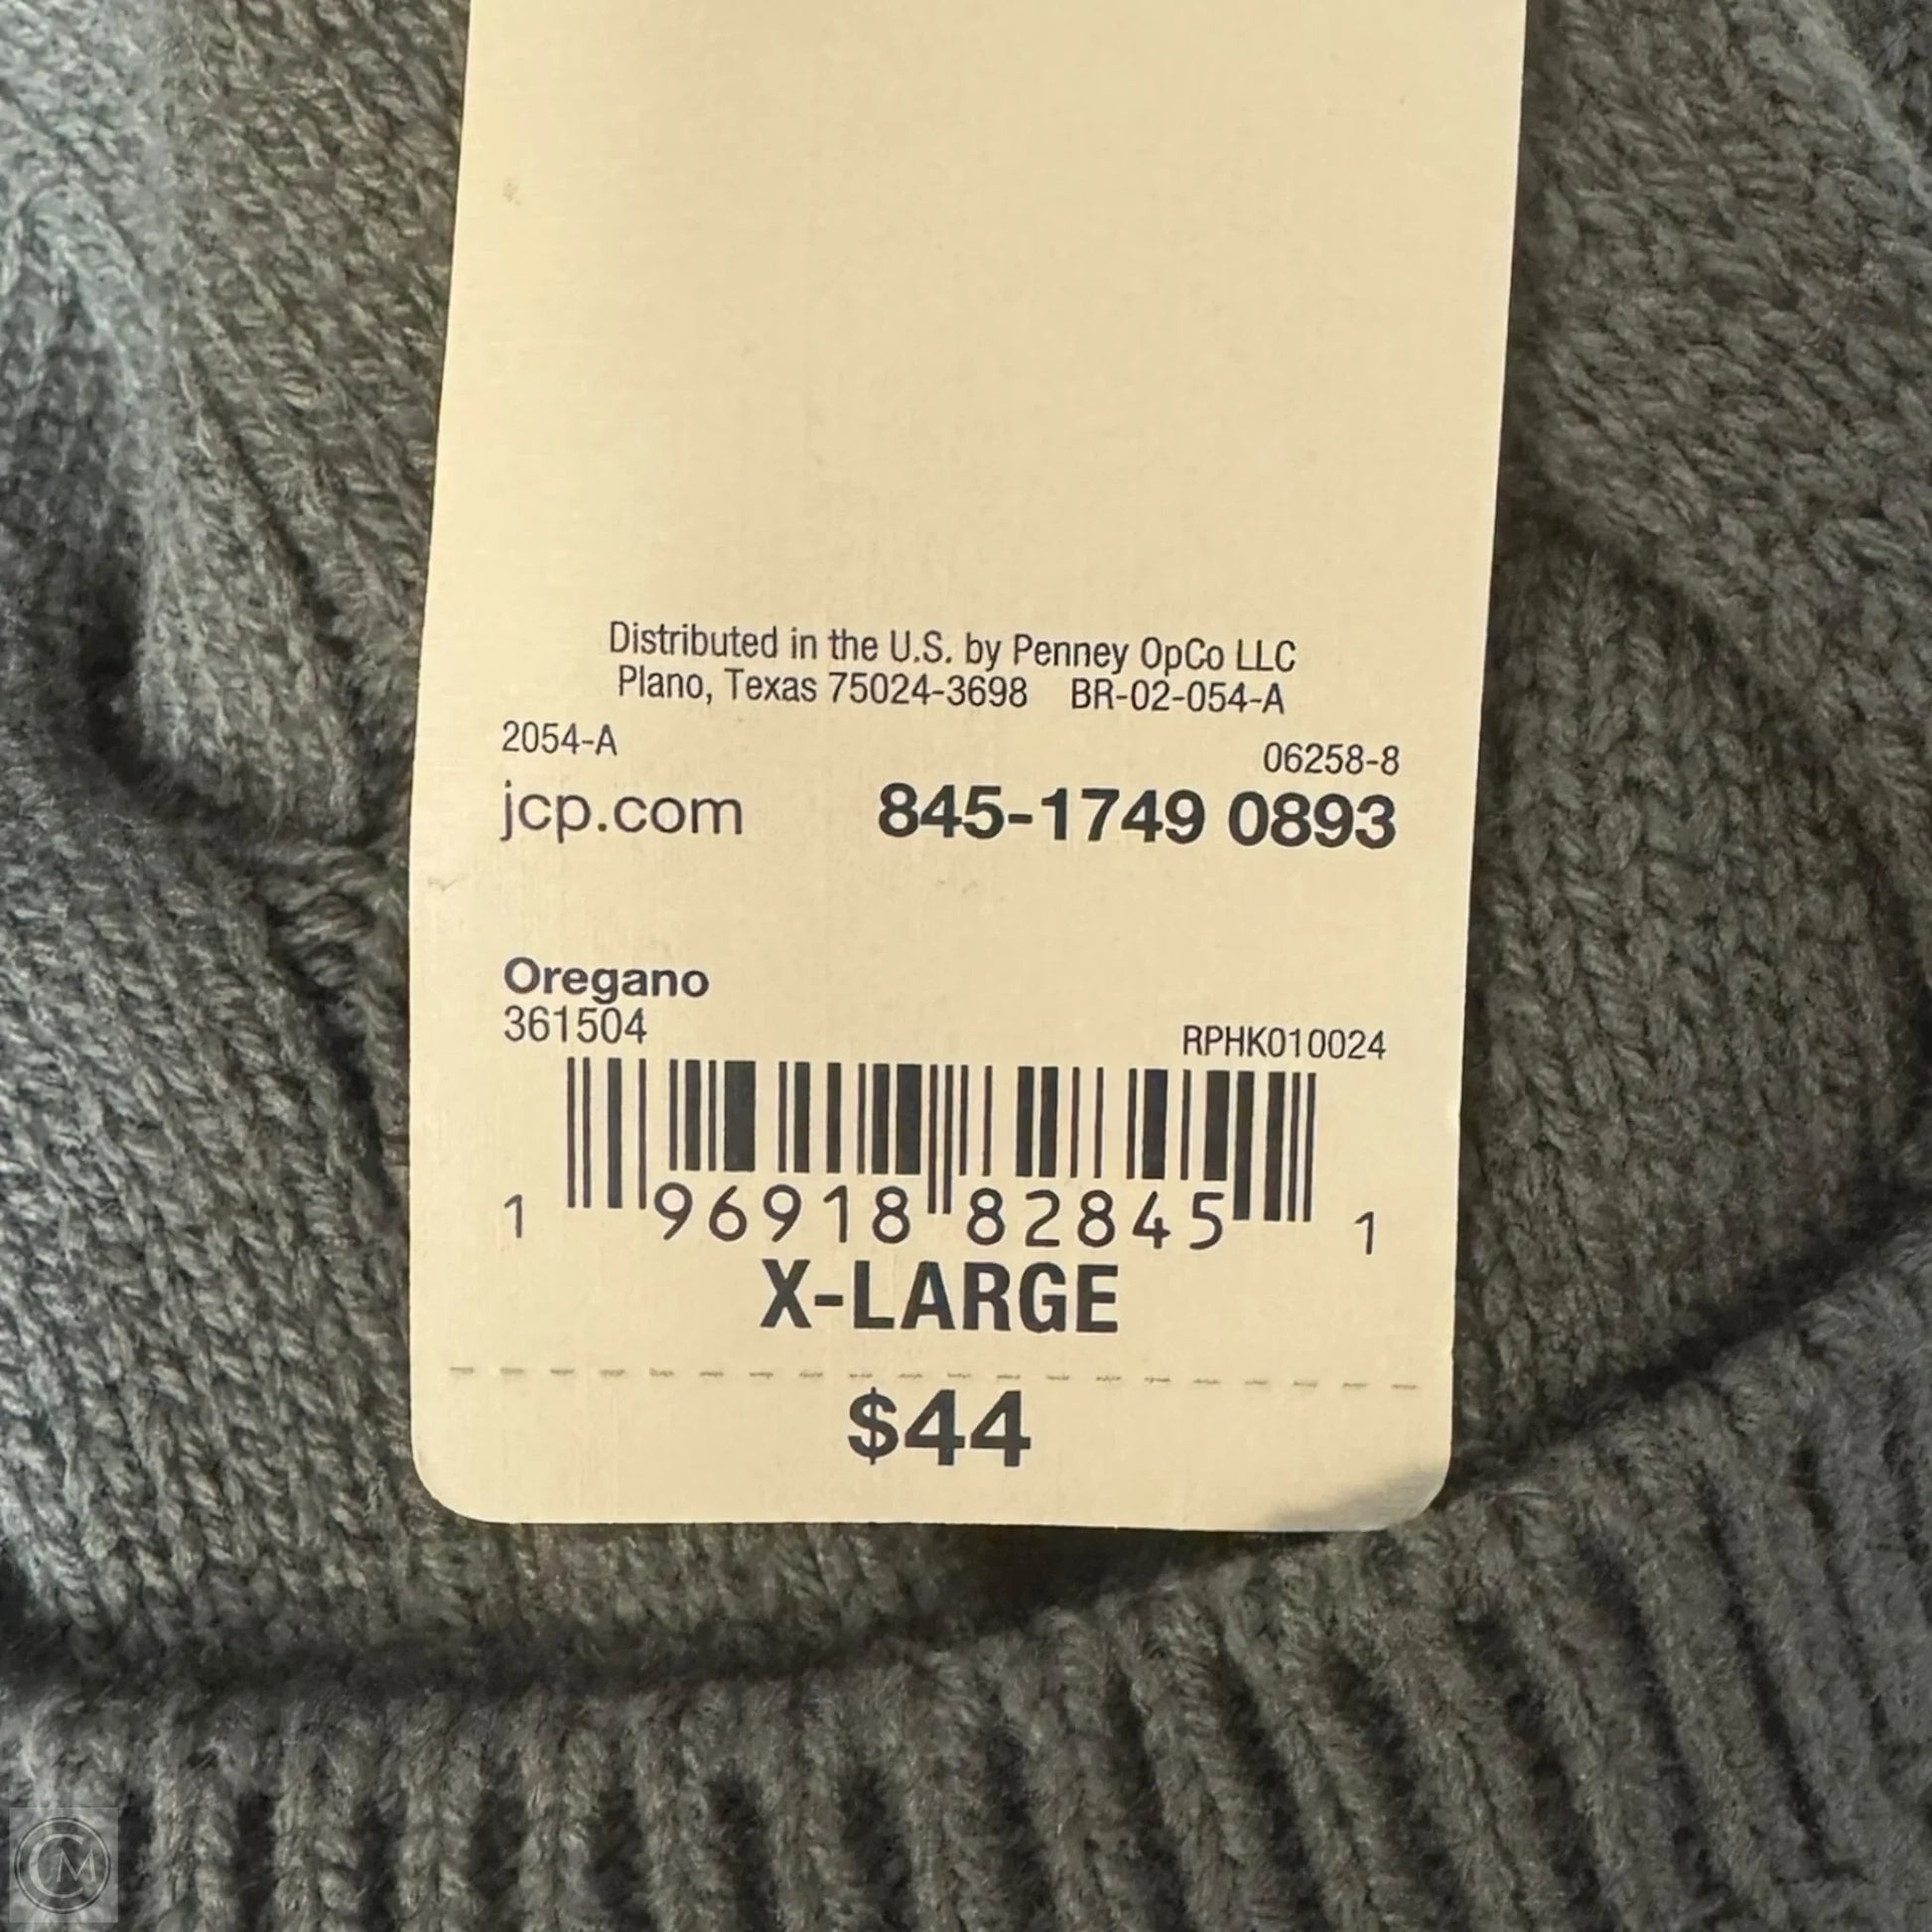 Distributed in the U.S. by Penney OpCo LLC
Plano, Texas 75024-3698 BR-02-054-A
2054-A 06258-8
jcp.com 845-1749 0893
Oregano
361504 RPHK010024
1 96918 82845 1
X-LARGE
$44
CM